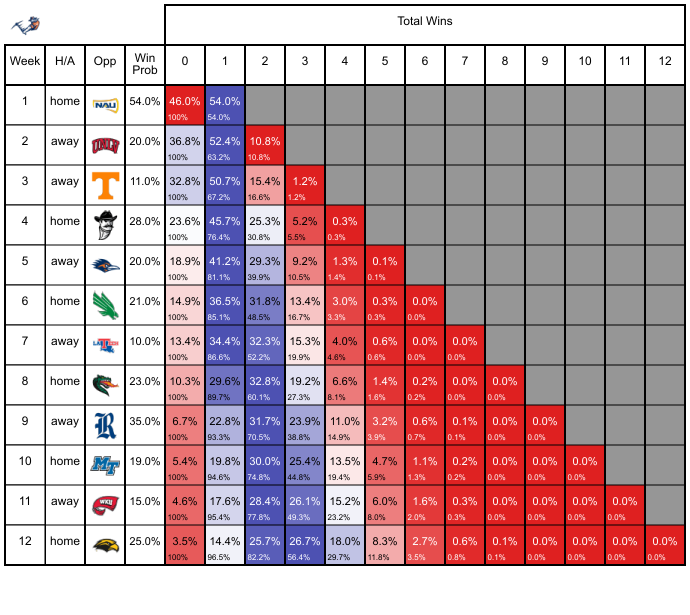 Total Wins
Week H/A Opp Win Prob 0 1 2 3 4 5 6 7 8 9 10 11 12
1 home NAU 54.0% 46.0% 54.0%
100% 54.0%
2 away UNLV 20.0% 36.8% 52.4% 10.8%
100% 63.2% 10.8%
3 away T 11.0% 32.8% 50.7% 15.4% 1.2%
100% 67.2% 16.6% 1.2%
4 home 28.0% 23.6% 45.7% 25.3% 5.2% 0.3%
100% 76.4% 30.8% 5.5% 0.3%
5 away 20.0% 18.9% 41.2% 29.3% 9.2% 1.3% 0.1%
100% 81.1% 39.9% 10.5% 1.4% 0.1%
6 home 21.0% 14.9% 36.5% 31.8% 13.4% 3.0% 0.3% 0.0%
100% 85.1% 48.5% 16.7% 3.3% 0.3% 0.0%
7 away LA TECH 10.0% 13.4% 34.4% 32.3% 15.3% 4.0% 0.6% 0.0% 0.0%
100% 86.6% 52.2% 19.9% 4.6% 0.6% 0.0% 0.0%
8 home 23.0% 10.3% 29.6% 32.8% 19.2% 6.6% 1.4% 0.2% 0.0% 0.0%
100% 89.7% 60.1% 27.3% 8.1% 1.6% 0.2% 0.0% 0.0%
9 away R 35.0% 6.7% 22.8% 31.7% 23.9% 11.0% 3.2% 0.6% 0.1% 0.0% 0.0%
100% 93.3% 70.5% 38.8% 14.9% 3.9% 0.7% 0.1% 0.0% 0.0%
10 home MT 19.0% 5.4% 19.8% 30.0% 25.4% 13.5% 4.7% 1.1% 0.2% 0.0% 0.0% 0.0%
100% 94.6% 74.8% 44.8% 19.4% 5.9% 1.3% 0.2% 0.0% 0.0% 0.0%
11 away WKU 15.0% 4.6% 17.6% 28.4% 26.1% 15.2% 6.0% 1.6% 0.3% 0.0% 0.0% 0.0% 0.0%
100% 95.4% 77.8% 49.3% 23.2% 8.0% 2.0% 0.3% 0.0% 0.0% 0.0% 0.0%
12 home 25.0% 3.5% 14.4% 25.7% 26.7% 18.0% 8.3% 2.7% 0.6% 0.1% 0.0% 0.0% 0.0% 0.0%
100% 96.5% 82.2% 56.4% 29.7% 11.8% 3.5% 0.8% 0.1% 0.0% 0.0% 0.0% 0.0%